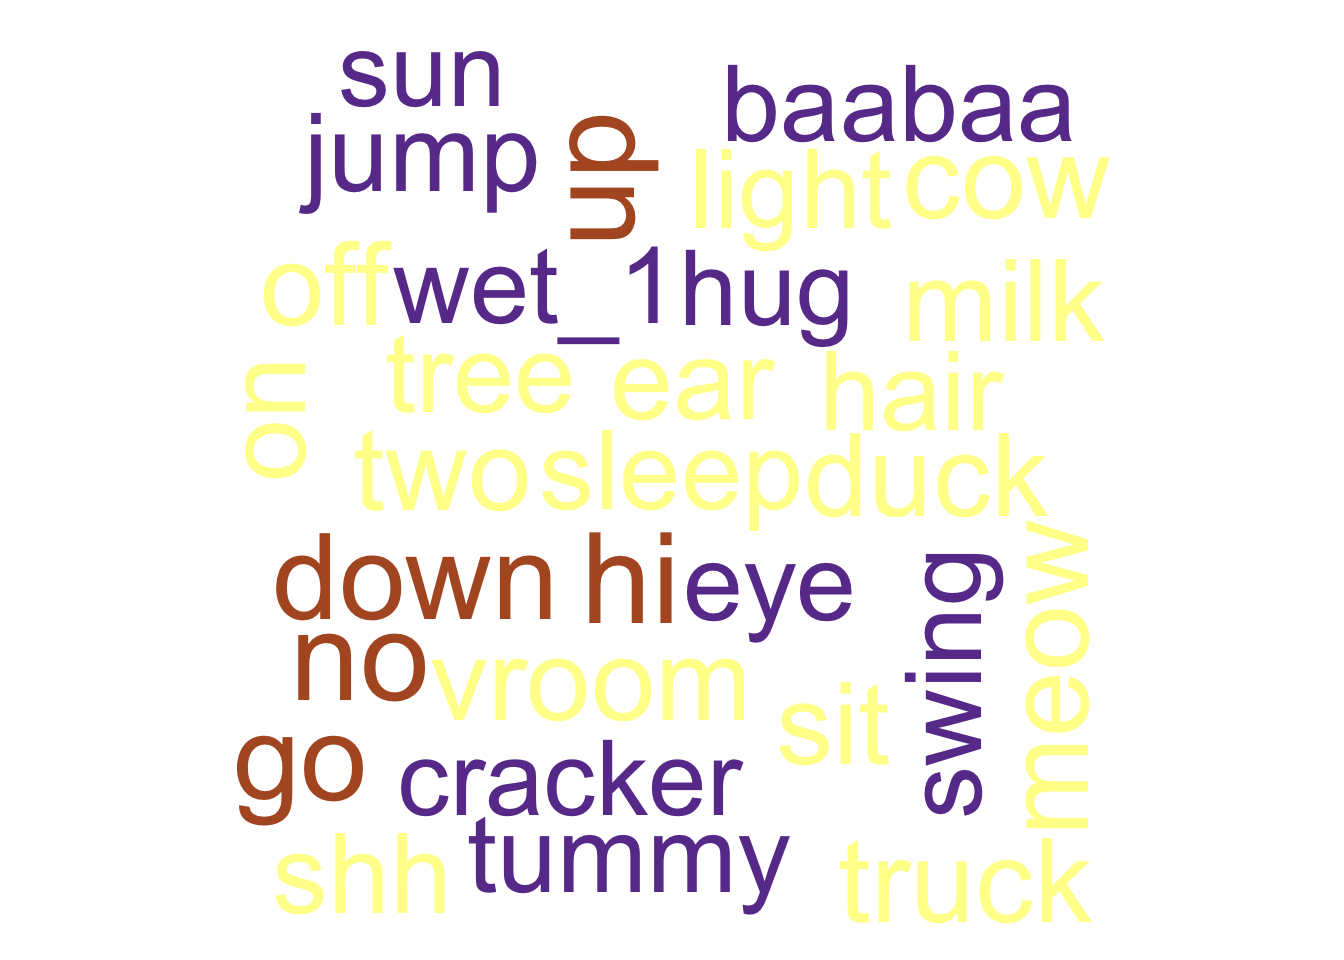 sun
baabaa
jump
up
light
cow
off
wet_1
hug
milk
on
tree
ear
hair
two
sleep
duck
down
hi
eye
swing
meow
no
vroom
sit
go
cracker
shh
tummy
truck